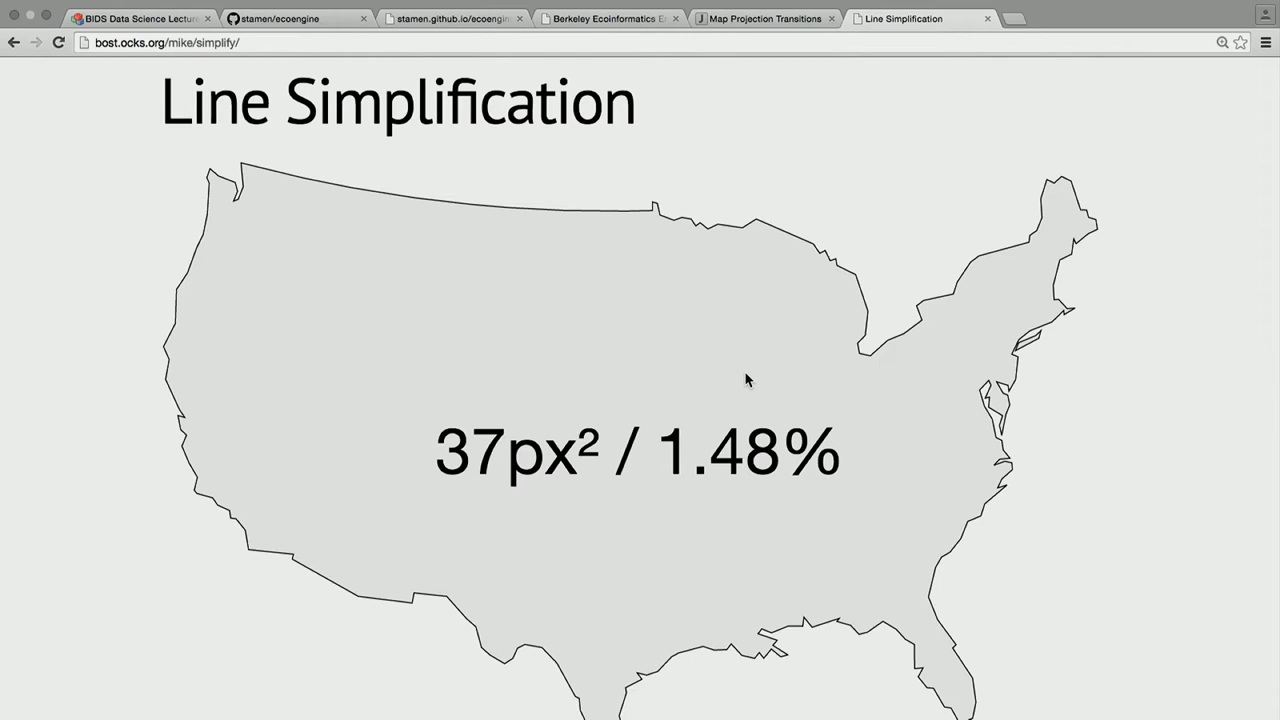 BIDS Data Science Lecture
stamen/ecoengine
stamen.github.io/ecoengin
Berkeley Ecoinformatics E
Map Projection Transitions
Line Simplification
bost.ocks.org/mike/simplify/
Line Simplification
37px² / 1.48%